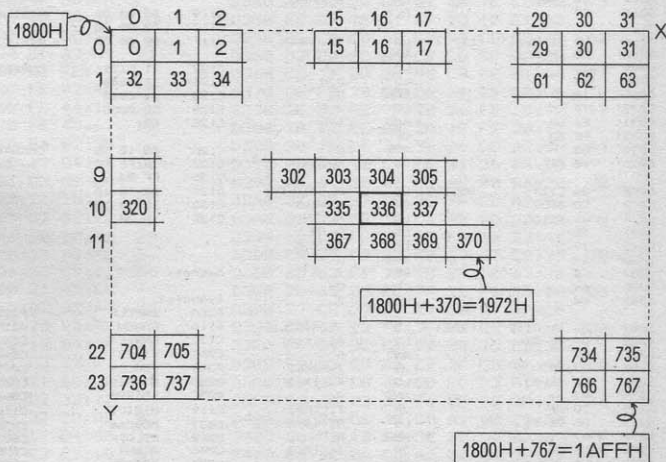 0 1 2 15 16 17 29 30 31 X
1800H
0 0 1 2 15 16 17 29 30 31
1 32 33 34 61 62 63
9 302 303 304 305
10 320 335 336 337
11 367 368 369 370
1800H+370=1972H
22 704 705 734 735
23 736 737 766 767
Y
1800H+767=1AFFH